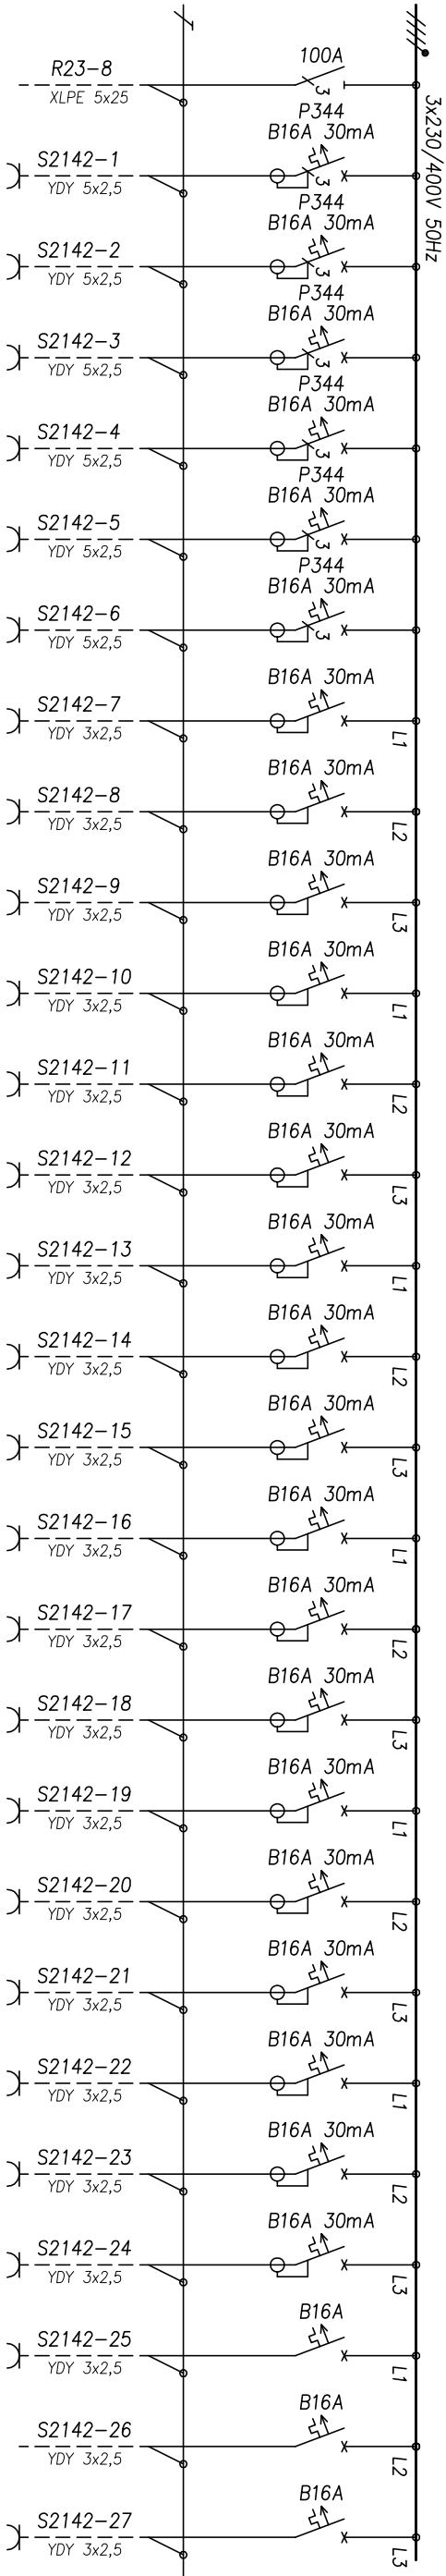 3x230/400V 50Hz
100A
R23-8
XLPE 5x25
P344
B16A 30mA
S2142-1
YDY 5x2,5
P344
B16A 30mA
S2142-2
YDY 5x2,5
P344
B16A 30mA
S2142-3
YDY 5x2,5
P344
B16A 30mA
S2142-4
YDY 5x2,5
P344
B16A 30mA
S2142-5
YDY 5x2,5
P344
B16A 30mA
S2142-6
YDY 5x2,5
B16A 30mA
S2142-7
L1
YDY 3x2,5
B16A 30mA
S2142-8
L2
YDY 3x2,5
B16A 30mA
S2142-9
L3
YDY 3x2,5
B16A 30mA
S2142-10
L1
YDY 3x2,5
B16A 30mA
S2142-11
L2
YDY 3x2,5
B16A 30mA
S2142-12
L3
YDY 3x2,5
B16A 30mA
S2142-13
L1
YDY 3x2,5
B16A 30mA
S2142-14
L2
YDY 3x2,5
B16A 30mA
S2142-15
L3
YDY 3x2,5
B16A 30mA
S2142-16
L1
YDY 3x2,5
B16A 30mA
S2142-17
L2
YDY 3x2,5
B16A 30mA
S2142-18
L3
YDY 3x2,5
B16A 30mA
S2142-19
L1
YDY 3x2,5
B16A 30mA
S2142-20
L2
YDY 3x2,5
B16A 30mA
S2142-21
L3
YDY 3x2,5
B16A 30mA
S2142-22
L1
YDY 3x2,5
B16A 30mA
S2142-23
L2
YDY 3x2,5
B16A 30mA
S2142-24
L3
YDY 3x2,5
B16A
S2142-25
L1
YDY 3x2,5
B16A
S2142-26
L2
YDY 3x2,5
B16A
S2142-27
L3
YDY 3x2,5